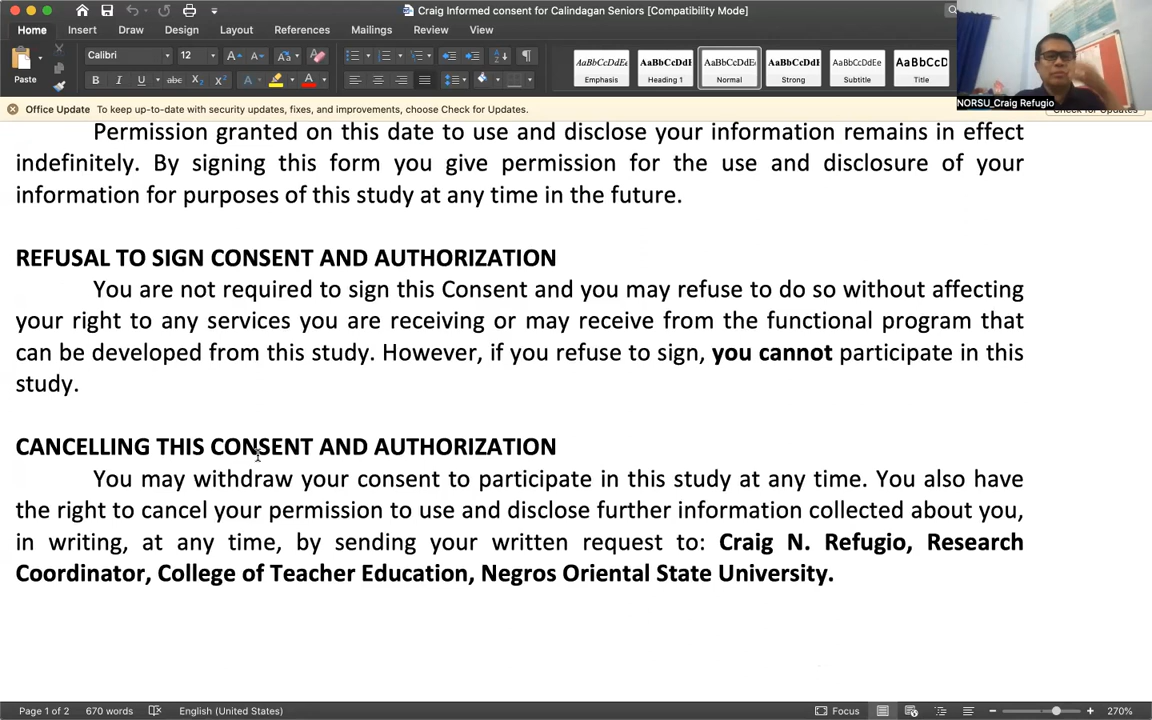 Craig Informed consent for Calindagan Seniors [Compatibility Mode]
Home Insert Draw Design Layout References Mailings Review View
Paste
Calibri 12
AaBbCcDdEe AaBbCcDdE AaBbCcDdEe AaBbCcDdE AaBbCcDdEe AaBbCcD
Emphasis Heading 1 Normal Strong Subtitle Title
NORSU_Craig Refugio
Office Update To keep up-to-date with security updates, fixes, and improvements, choose Check for Updates.
Permission granted on this date to use and disclose your information remains in effect
indefinitely. By signing this form you give permission for the use and disclosure of your
information for purposes of this study at any time in the future.
REFUSAL TO SIGN CONSENT AND AUTHORIZATION
You are not required to sign this Consent and you may refuse to do so without affecting
your right to any services you are receiving or may receive from the functional program that
can be developed from this study. However, if you refuse to sign, you cannot participate in this
study.
CANCELLING THIS CONSENT AND AUTHORIZATION
You may withdraw your consent to participate in this study at any time. You also have
the right to cancel your permission to use and disclose further information collected about you,
in writing, at any time, by sending your written request to: Craig N. Refugio, Research
Coordinator, College of Teacher Education, Negros Oriental State University.
Page 1 of 2 670 words English (United States) Focus 270%